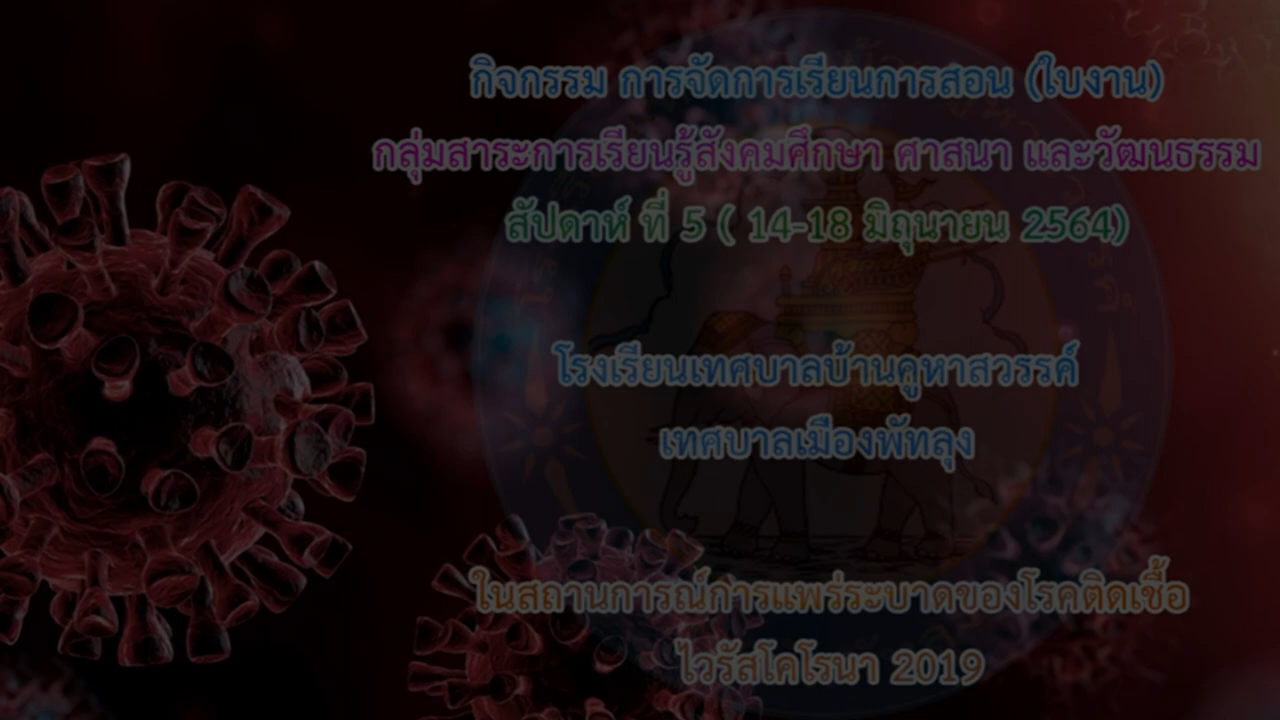 กิจกรรม การจัดการเรียนการสอน (ใบงาน)
กลุ่มสาระการเรียนรู้สังคมศึกษา ศาสนา และวัฒนธรรม
สัปดาห์ ที่ 5 ( 14-18 มิถุนายน 2564)
โรงเรียนเทศบาลบ้านคูหาสวรรค์
เทศบาลเมืองพัทลุง
ในสถานการณ์การแพร่ระบาดของโรคติดเชื้อ
ไวรัสโคโรนา 2019